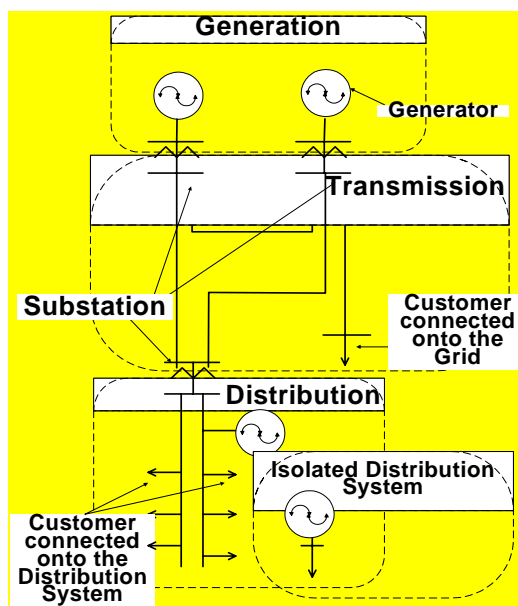 Generation
Generator
Transmission
Substation
Customer
connected
onto the
Grid
Distribution
Isolated Distribution
System
Customer
connected
onto the
Distribution
System